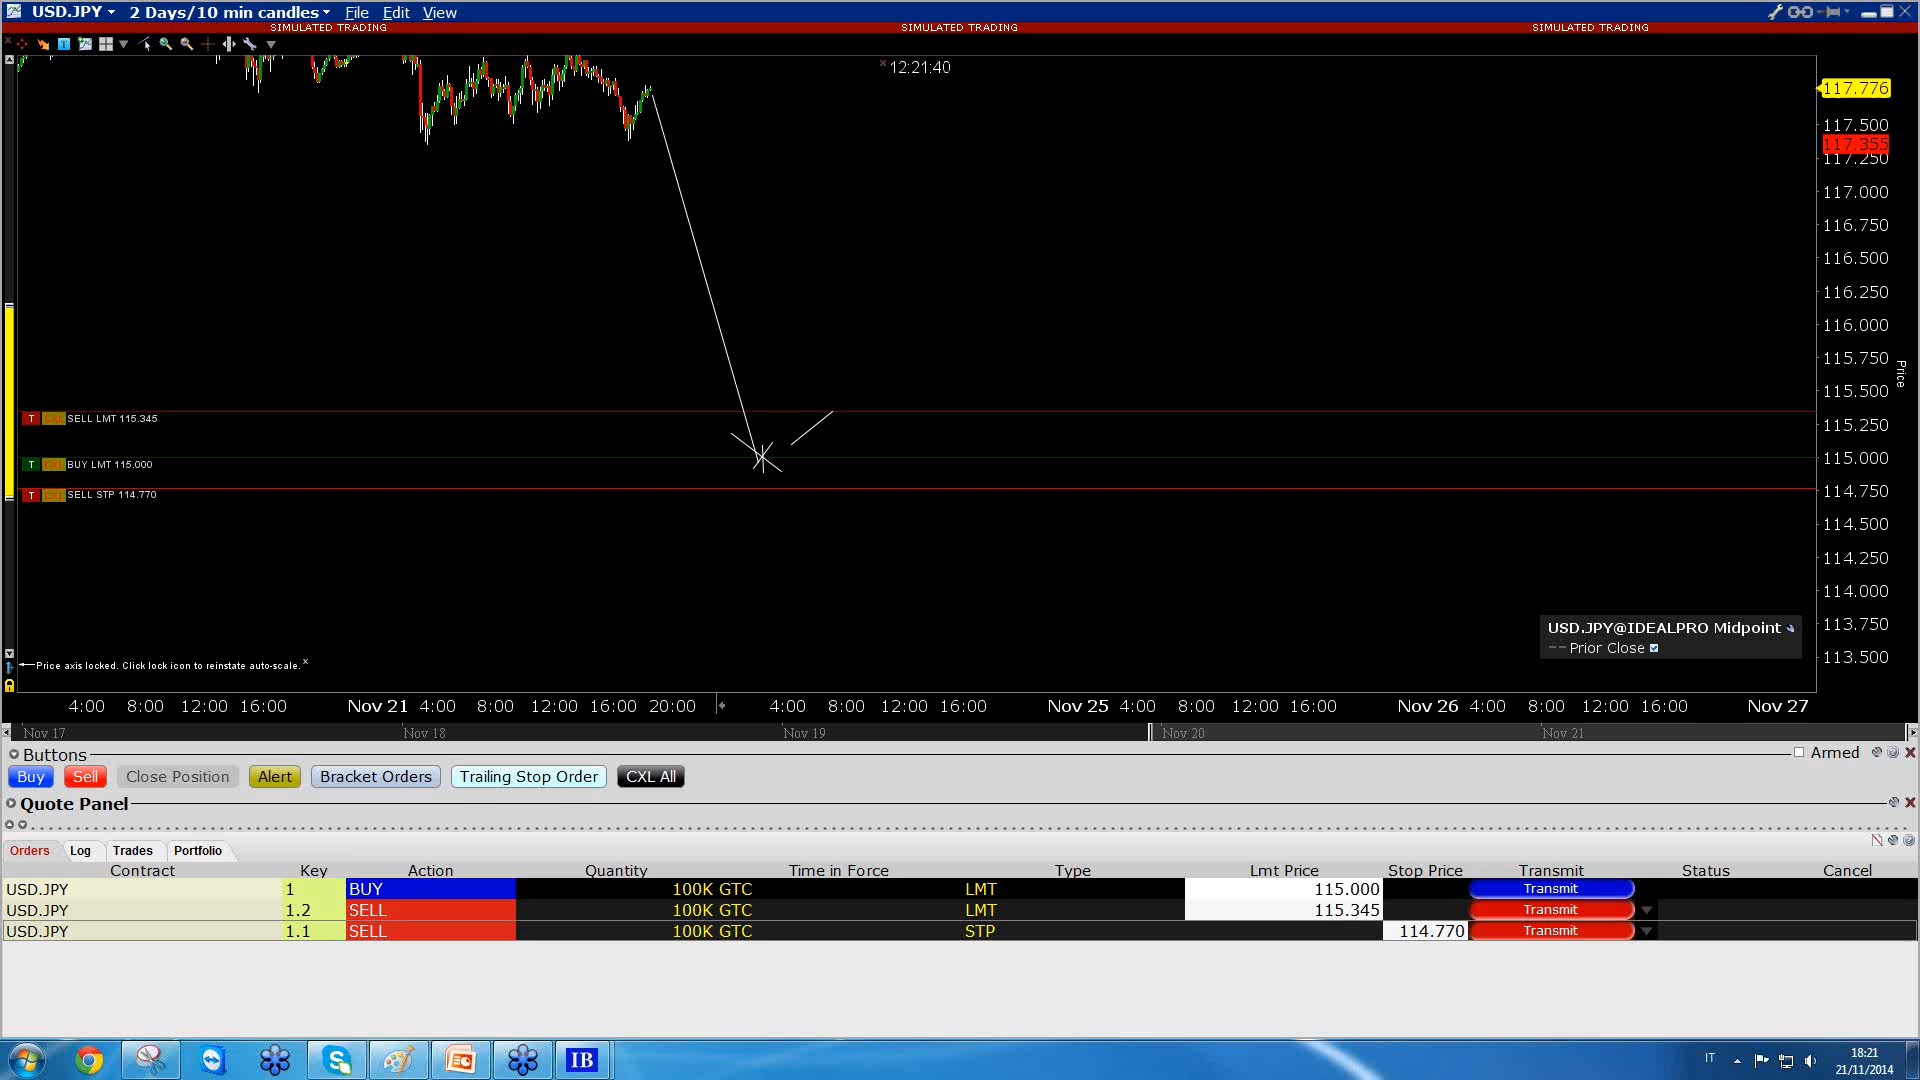 USD.JPY 2 Days/10 min candles File Edit View
SIMULATED TRADING SIMULATED TRADING SIMULATED TRADING
12:21:40
117.776
117.500
117.355
117.250
117.000
116.750
116.500
116.250
116.000
115.750
115.500
115.250
115.000
114.750
114.500
114.250
114.000
113.750
113.500
Price
T CXL SELL LMT 115.345
T CXL BUY LMT 115.000
T CXL SELL STP 114.770
USD.JPY@IDEALPRO Midpoint
Prior Close
Price axis locked. Click lock icon to reinstate auto-scale.
4:00 8:00 12:00 16:00 Nov 21 4:00 8:00 12:00 16:00 20:00 4:00 8:00 12:00 16:00 Nov 25 4:00 8:00 12:00 16:00 Nov 26 4:00 8:00 12:00 16:00 Nov 27
Nov 17 Nov 18 Nov 19 Nov 20 Nov 21
Buttons Armed
Buy Sell Close Position Alert Bracket Orders Trailing Stop Order CXL All
Quote Panel
Orders Log Trades Portfolio
Contract Key Action Quantity Time in Force Type Lmt Price Stop Price Transmit Status Cancel
USD.JPY 1 BUY 100K GTC LMT 115.000 Transmit
USD.JPY 1.2 SELL 100K GTC LMT 115.345 Transmit
USD.JPY 1.1 SELL 100K GTC STP 114.770 Transmit
IB IT 18:21
21/11/2014